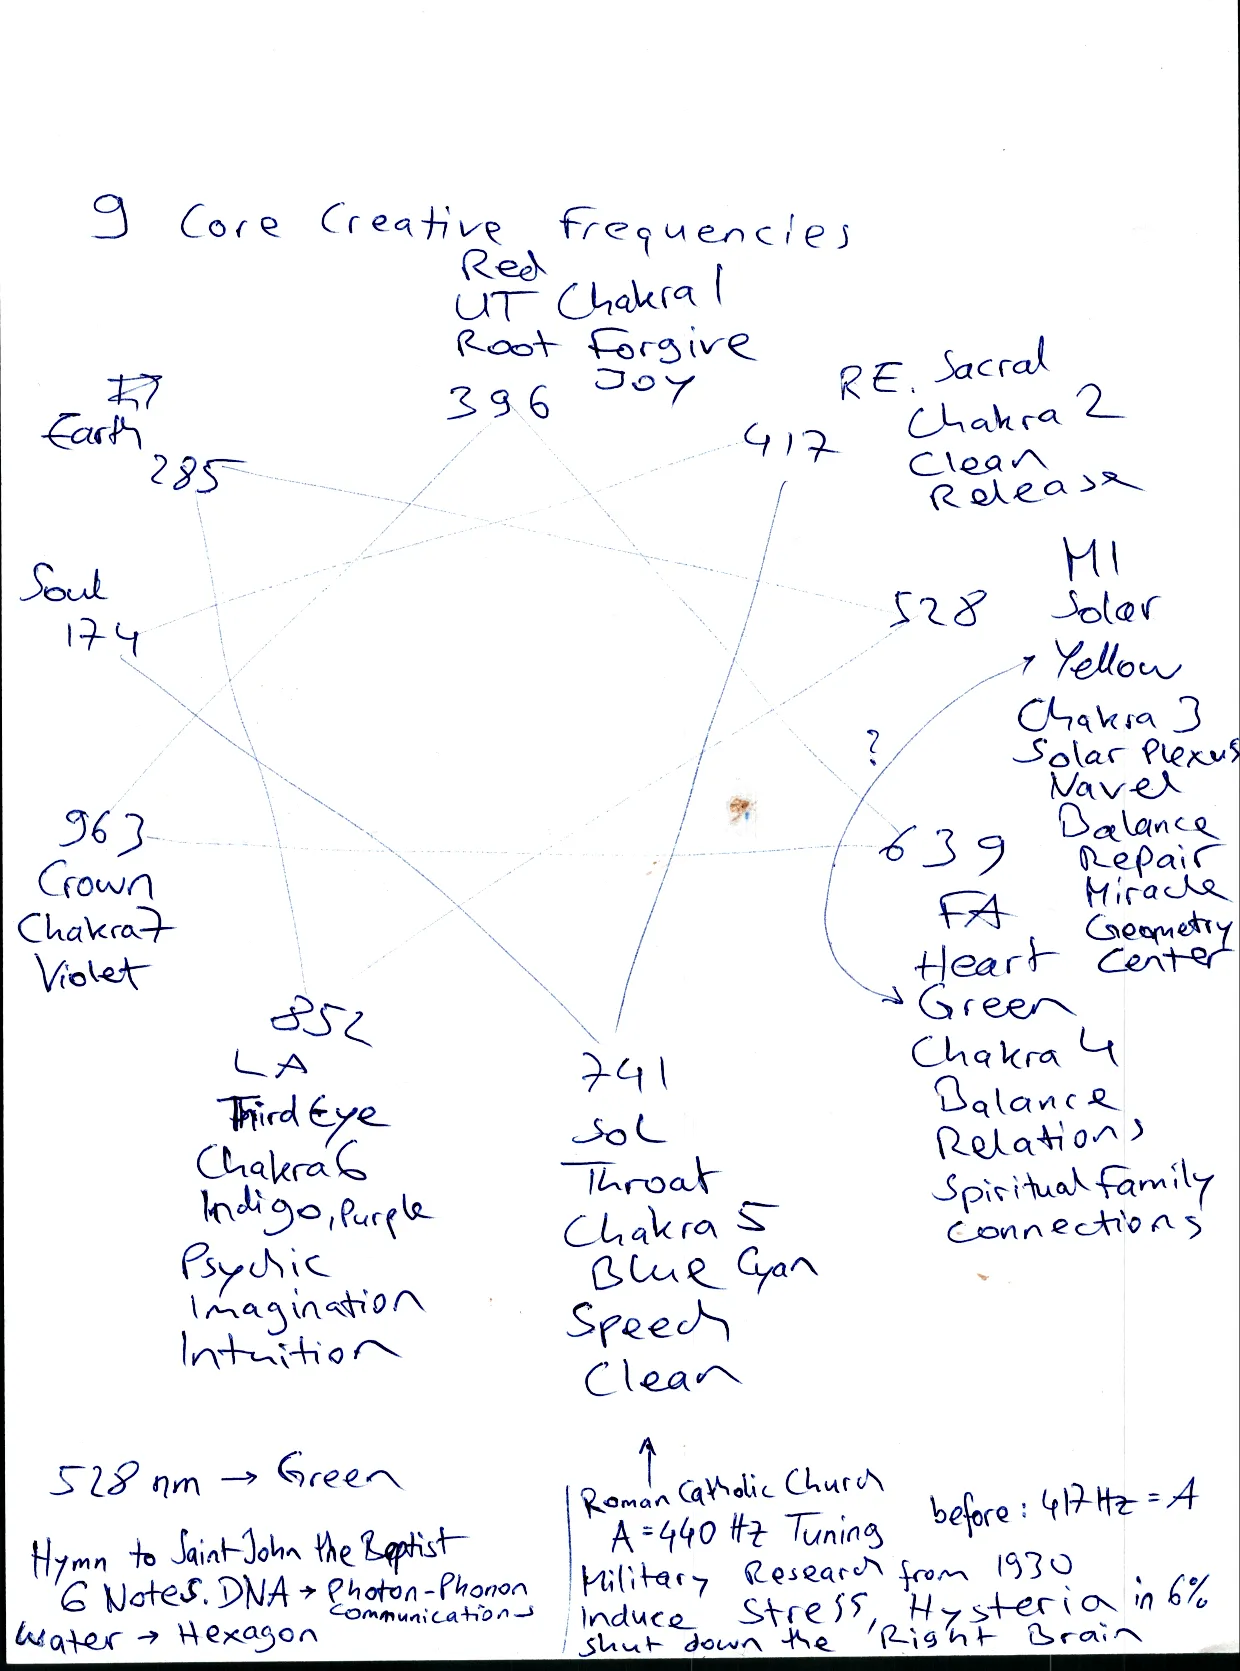 9 Core Creative Frequencies
Red
UT Chakra 1
Root Forgive
Joy
396
Earth
285
RE. Sacral
Chakra 2
Clean
Release
417
Soul
174
MI
Solar
Yellow
Chakra 3
Solar Plexus
Navel
Balance
Repair
Miracle
Geometry
Center
528
?
963
Crown
Chakra 7
Violet
639
FA
Heart
Green
Chakra 4
Balance
Relations
Spiritual Family
Connections
852
LA
Third Eye
Chakra 6
Indigo, Purple
Psychic
Imagination
Intuition
741
Sol
Throat
Chakra 5
Blue Cyan
Speech
Clean
528 nm → Green
Hymn to Saint John the Baptist
6 Notes. DNA → Photon-Phonon
Communications
Water → Hexagon
Roman Catholic Church
A = 440 Hz Tuning
before: 417 Hz = A
Military Research from 1930
Induce Stress, Hysteria in 6%
shut down the Right Brain